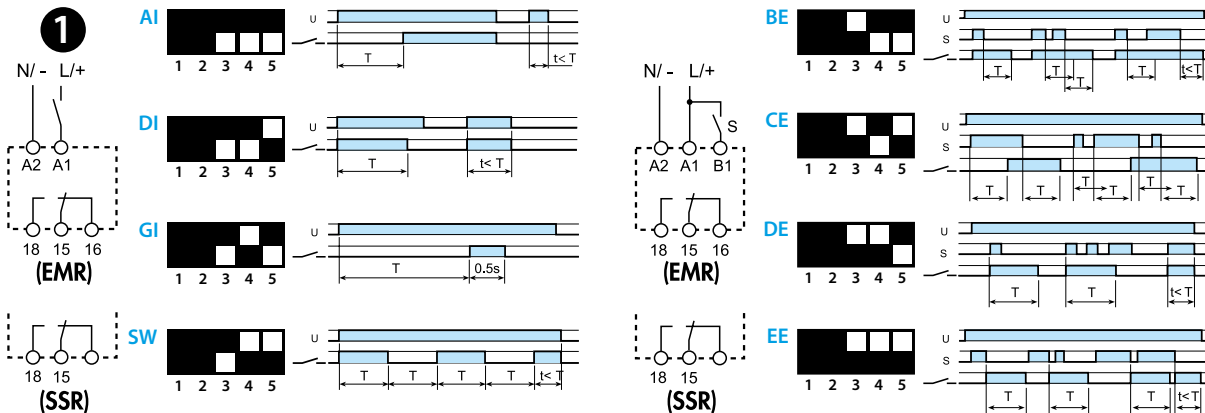 1
N/- L/+
A2 A1
18 15 16
(EMR)
18 15
(SSR)
AI
1 2 3 4 5
U
T
t< T
DI
1 2 3 4 5
U
T
t< T
GI
1 2 3 4 5
U
T
0.5s
SW
1 2 3 4 5
U
T T T T t< T
N/- L/+
S
A2 A1 B1
18 15 16
(EMR)
18 15
(SSR)
BE
1 2 3 4 5
U
S
T T T t< T
T
CE
1 2 3 4 5
U
S
T T T T T T
DE
1 2 3 4 5
U
S
T T t< T
EE
1 2 3 4 5
U
S
T T T t< T